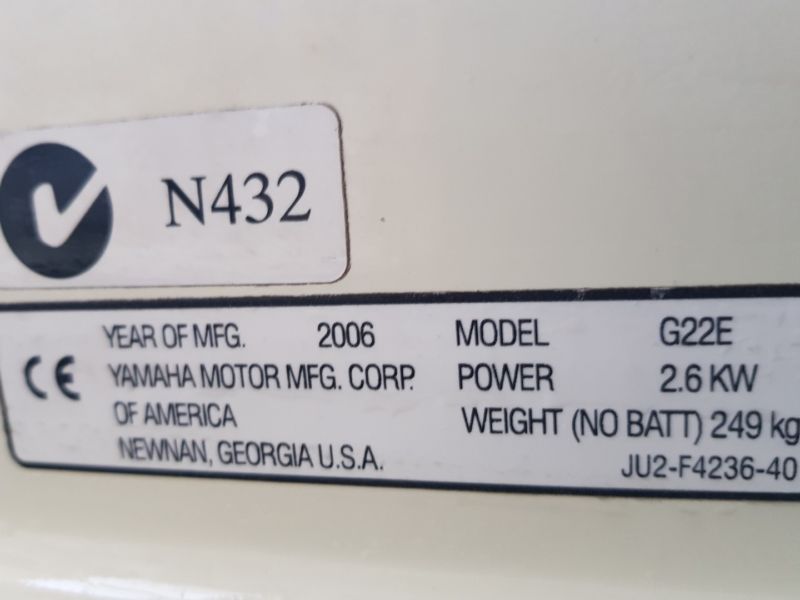 N432
YEAR OF MFG. 2006 MODEL G22E
CE YAMAHA MOTOR MFG. CORP. POWER 2.6 KW
OF AMERICA WEIGHT (NO BATT) 249 kg
NEWNAN, GEORGIA U.S.A. JU2-F4236-40